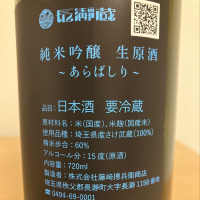 長瀞蔵
純米吟醸 生原酒
～あらばしり～
品目:日本酒 要冷蔵
原材料名:米(国産)、米麹(国産米)
使用品種:埼玉県産さけ武蔵(100%)
精米歩合:60%
アルコール分:15度(原酒)
内容量:720ml
製造者:株式会社藤﨑摠兵衛商店
埼玉県秩父郡長瀞町大字長瀞1158番地
☎0494-69-0001